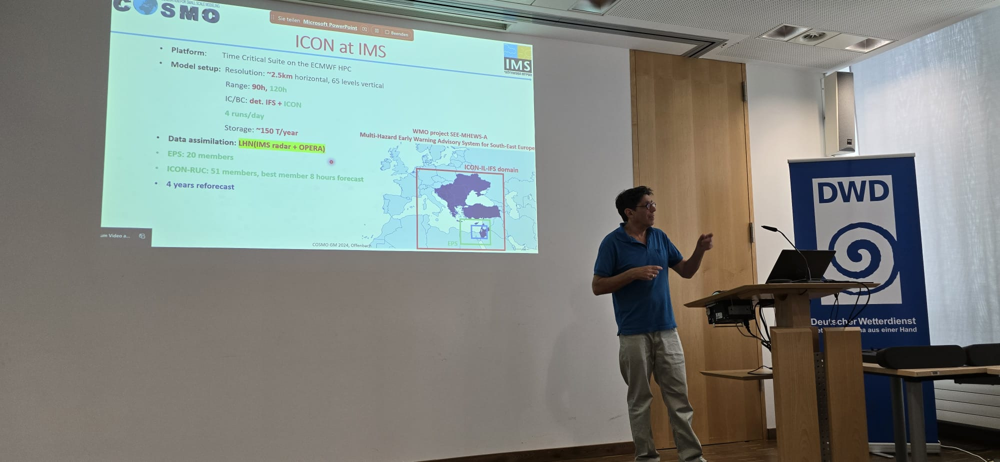 CONSORTIUM FOR SMALL SCALE MODELING
COSMO
Sie teilen Microsoft PowerPoint Beenden
ICON at IMS
IMS
השירות המטאורולוגי
• Platform: Time Critical Suite on the ECMWF HPC
• Model setup: Resolution: ~2.5km horizontal, 65 levels vertical
Range: 90h, 120h
IC/BC: det. IFS + ICON
4 runs/day
Storage: ~150 T/year
• Data assimilation: LHN(IMS radar + OPERA)
• EPS: 20 members
• ICON-RUC: 51 members, best member 8 hours forecast
• 4 years reforecast
WMO project SEE-MHEWS-A
Multi-Hazard Early Warning Advisory System for South-East Europe
ICON-IL-IFS domain
EPS
COSMO GM 2024, Offenbach
4
um Video a...
DWD
Deutscher Wetterdienst
aus einer Hand